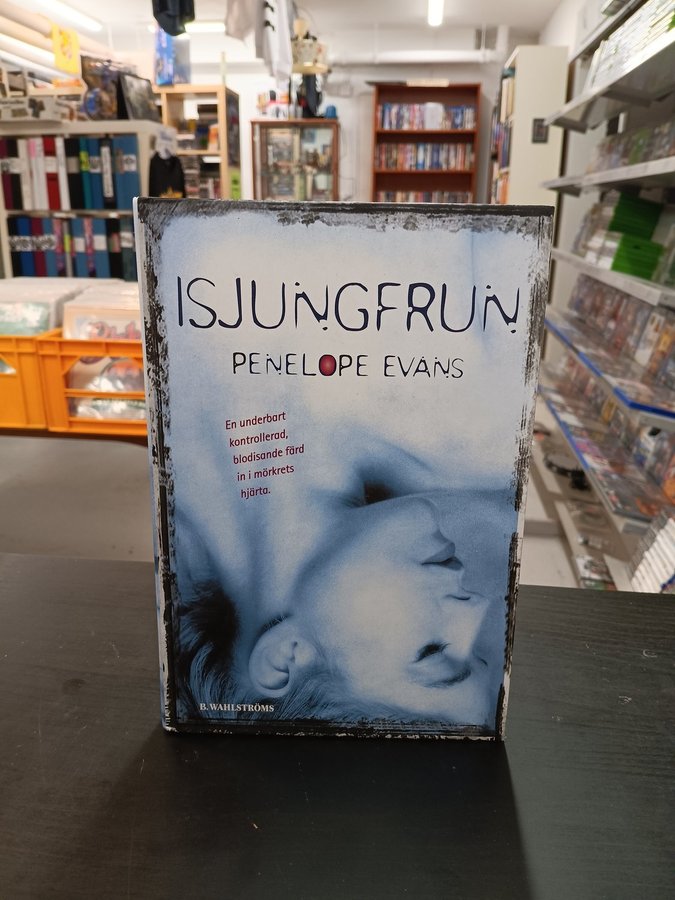 ISJUNGFRUN
PENELOPE EVANS
En underbart
kontrollerad,
blodisande färd
in i mörkrets
hjärta.
B. WAHLSTRÖMS